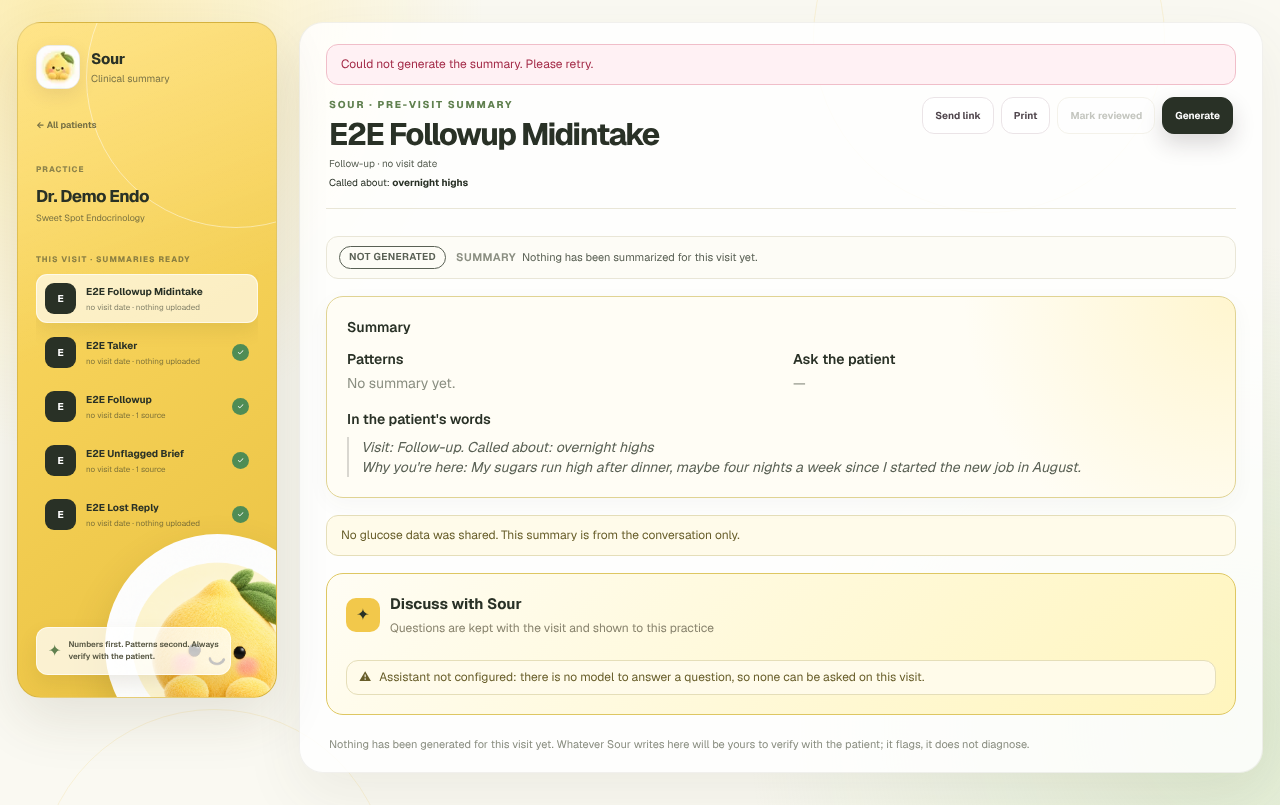 Sour
Clinical summary
← All patients
PRACTICE
Dr. Demo Endo
Sweet Spot Endocrinology
THIS VISIT · SUMMARIES READY
E
E2E Followup Midintake
no visit date · nothing uploaded
E
E2E Talker
no visit date · nothing uploaded
E
E2E Followup
no visit date · 1 source
E
E2E Unflagged Brief
no visit date · 1 source
E
E2E Lost Reply
no visit date · nothing uploaded
Numbers first. Patterns second. Always
verify with the patient.
Could not generate the summary. Please retry.
SOUR · PRE-VISIT SUMMARY
E2E Followup Midintake
Follow-up · no visit date
Called about: overnight highs
Send link
Print
Mark reviewed
Generate
NOT GENERATED SUMMARY Nothing has been summarized for this visit yet.
Summary
Patterns
No summary yet.
Ask the patient
—
In the patient's words
Visit: Follow-up. Called about: overnight highs
Why you're here: My sugars run high after dinner, maybe four nights a week since I started the new job in August.
No glucose data was shared. This summary is from the conversation only.
Discuss with Sour
Questions are kept with the visit and shown to this practice
Assistant not configured: there is no model to answer a question, so none can be asked on this visit.
Nothing has been generated for this visit yet. Whatever Sour writes here will be yours to verify with the patient; it flags, it does not diagnose.